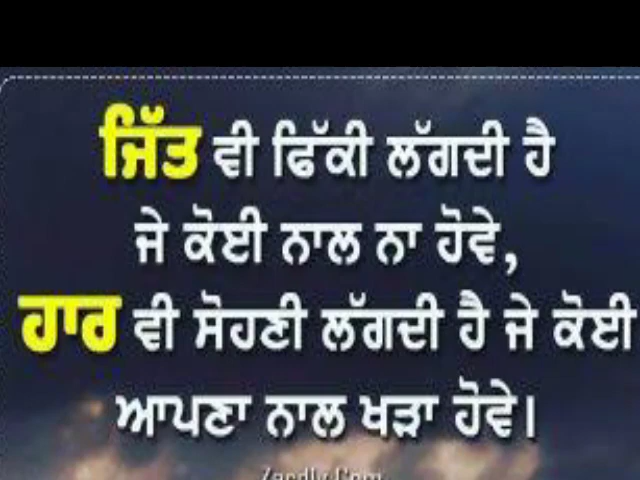 ਜਿੱਤ ਵੀ ਫਿੱਕੀ ਲੱਗਦੀ ਹੈ
ਜੇ ਕੋਈ ਨਾਲ ਨਾ ਹੋਵੇ,
ਹਾਰ ਵੀ ਸੋਹਣੀ ਲੱਗਦੀ ਹੈ ਜੇ ਕੋਈ
ਆਪਣਾ ਨਾਲ ਖੜਾ ਹੋਵੇ।